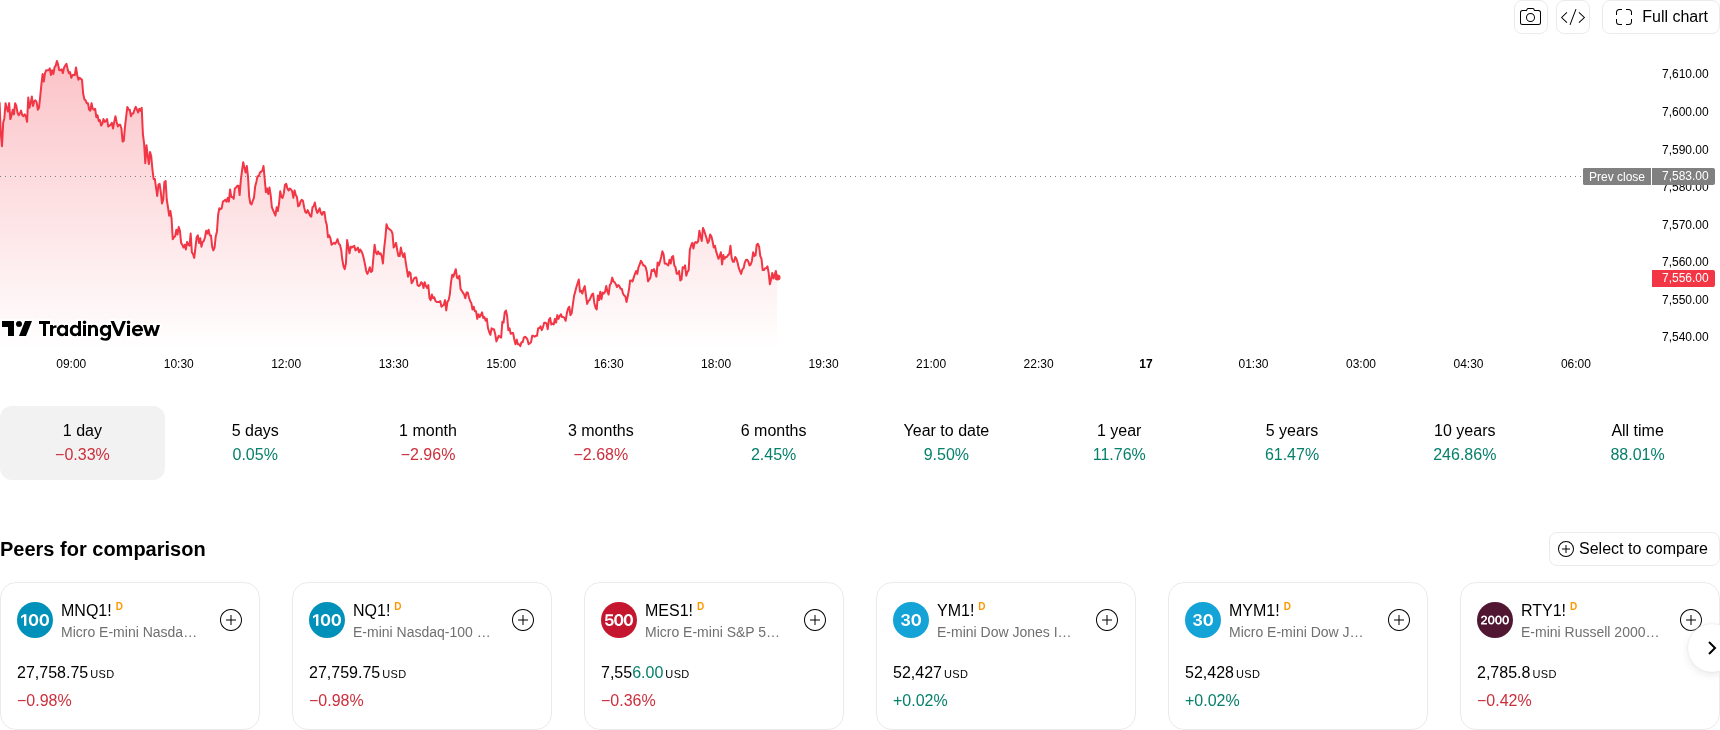 Full chart
7,610.00
7,600.00
7,590.00
Prev close 7,583.00
7,580.00
7,570.00
7,560.00
7,556.00
7,550.00
7,540.00
TradingView
09:00 10:30 12:00 13:30 15:00 16:30 18:00 19:30 21:00 22:30 17 01:30 03:00 04:30 06:00
1 day 5 days 1 month 3 months 6 months Year to date 1 year 5 years 10 years All time
−0.33% 0.05% −2.96% −2.68% 2.45% 9.50% 11.76% 61.47% 246.86% 88.01%
Peers for comparison
Select to compare
100 MNQ1! D
Micro E-mini Nasda…
27,758.75 USD
−0.98%
100 NQ1! D
E-mini Nasdaq-100 …
27,759.75 USD
−0.98%
500 MES1! D
Micro E-mini S&P 5…
7,556.00 USD
−0.36%
30 YM1! D
E-mini Dow Jones I…
52,427 USD
+0.02%
30 MYM1! D
Micro E-mini Dow J…
52,428 USD
+0.02%
2000 RTY1! D
E-mini Russell 2000…
2,785.8 USD
−0.42%